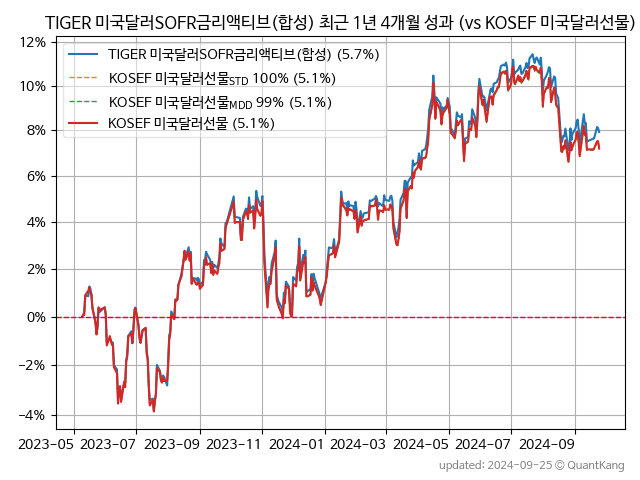 TIGER 미국달러SOFR금리액티브(합성) 최근 1년 4개월 성과 (vs KOSEF 미국달러선물)
12%
10%
8%
6%
4%
2%
0%
−2%
−4%
TIGER 미국달러SOFR금리액티브(합성) (5.7%)
KOSEF 미국달러선물STD 100% (5.1%)
KOSEF 미국달러선물MDD 99% (5.1%)
KOSEF 미국달러선물 (5.1%)
2023-05 2023-07 2023-09 2023-11 2024-01 2024-03 2024-05 2024-07 2024-09
updated: 2024-09-25 © QuantKang